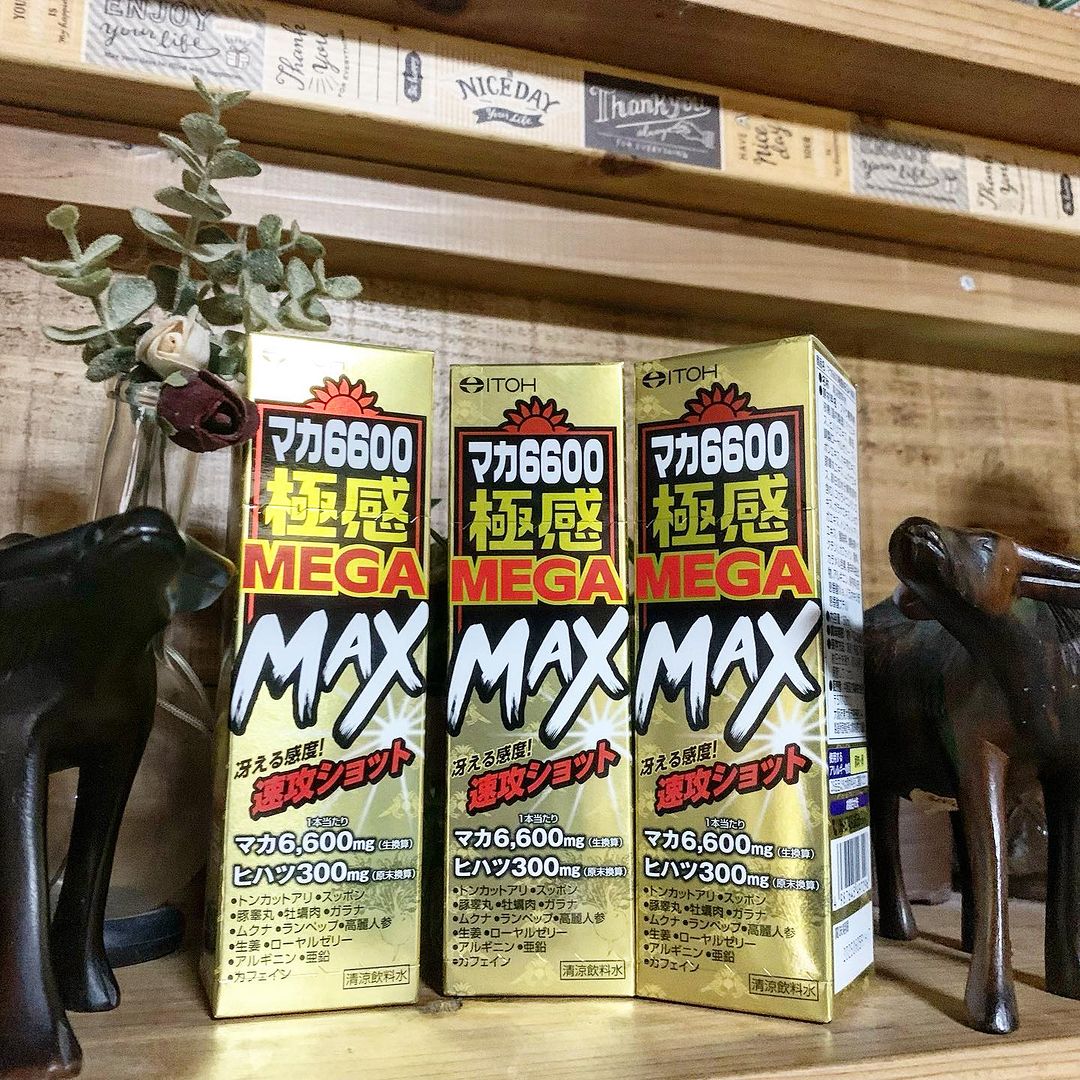 ENJOY
your life
Thank
you
FOR EVERYONE
NICE DAY
Your Life
Thank you
HAVE A
Nice
day
your life
Thank
you
ITOH
マカ6600
極感
MEGA
MAX
冴える感度!
速攻ショット
1本当たり
マカ6,600mg(生換算)
ヒハツ300mg(原末換算)
•トンカットアリ•スッポン
•豚睾丸•牡蠣肉•ガラナ
•ムクナ•ランペップ•高麗人参
•生姜•ローヤルゼリー
•アルギニン•亜鉛
•カフェイン
清涼飲料水
ITOH
マカ6600
極感
MEGA
MAX
冴える感度!
速攻ショット
1本当たり
マカ6,600mg(生換算)
ヒハツ300mg(原末換算)
•トンカットアリ•スッポン
•豚睾丸•牡蠣肉•ガラナ
•ムクナ•ランペップ•高麗人参
•生姜•ローヤルゼリー
•アルギニン•亜鉛
•カフェイン
清涼飲料水
ITOH
マカ6600
極感
MEGA
MAX
冴える感度!
速攻ショット
1本当たり
マカ6,600mg(生換算)
ヒハツ300mg(原末換算)
•トンカットアリ•スッポン
•豚睾丸•牡蠣肉•ガラナ
•ムクナ•ランペップ•高麗人参
•生姜•ローヤルゼリー
•アルギニン•亜鉛
•カフェイン
清涼飲料水